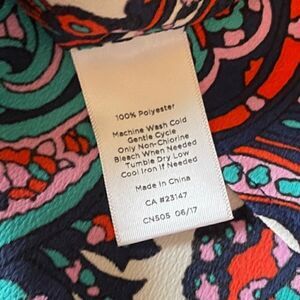 100% Polyester
Machine Wash Cold
Gentle Cycle
Only Non-Chlorine
Bleach When Needed
Tumble Dry Low
Cool Iron If Needed
Made In China
CA #23147
CN505 06/17